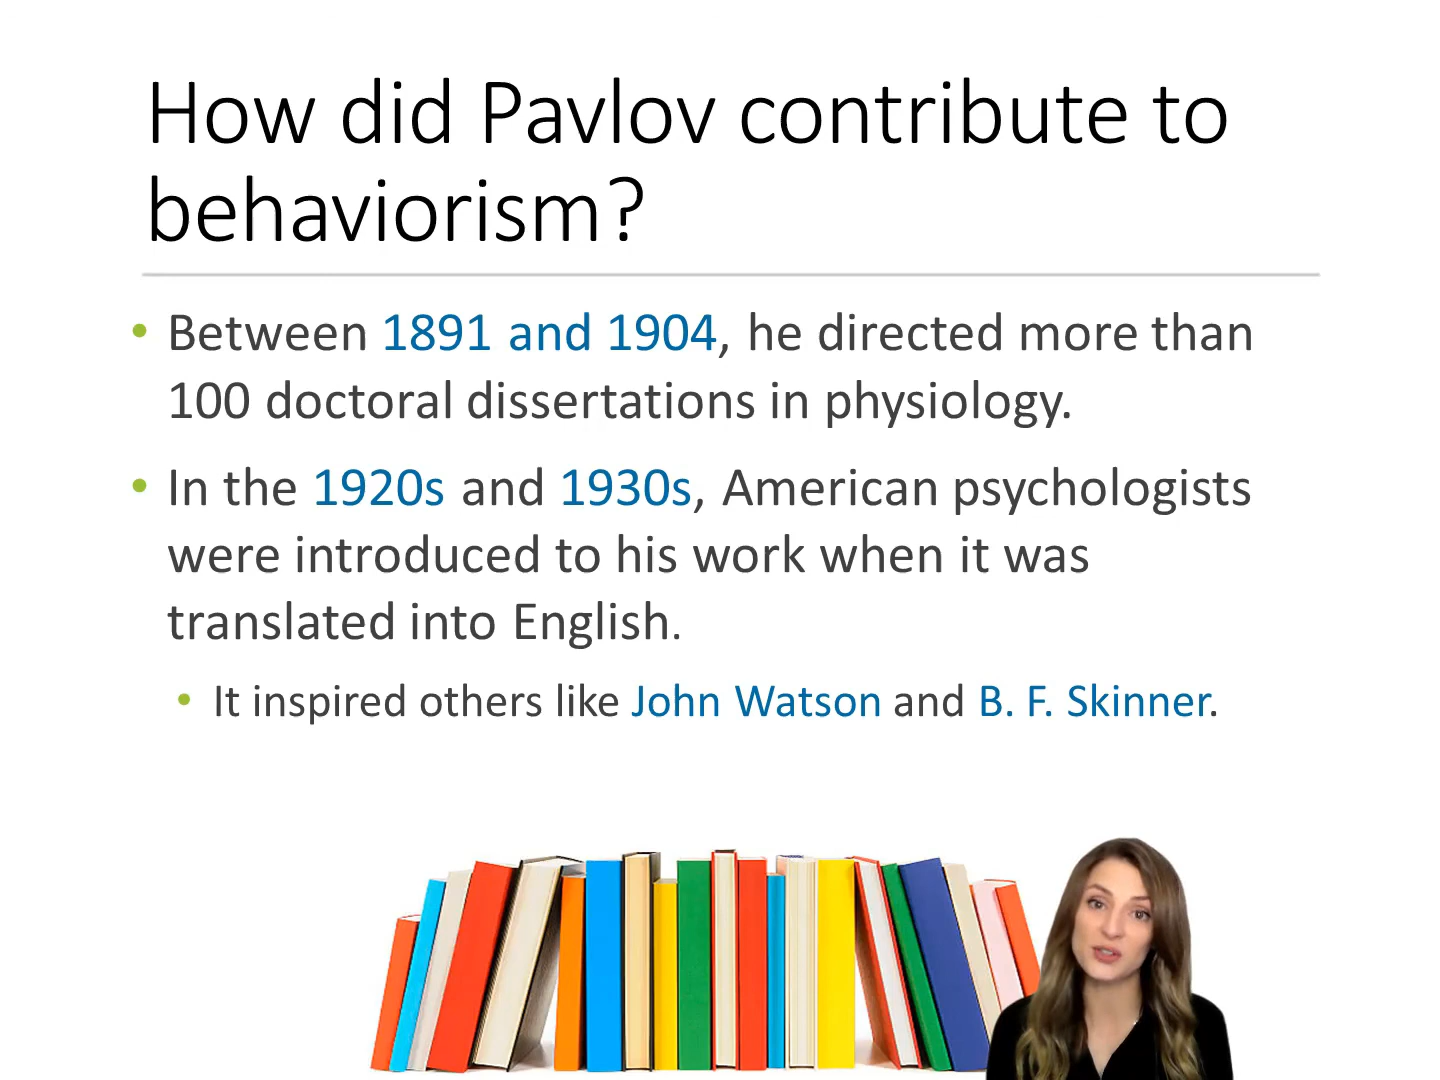 How did Pavlov contribute to
behaviorism?
• Between 1891 and 1904, he directed more than
100 doctoral dissertations in physiology.
• In the 1920s and 1930s, American psychologists
were introduced to his work when it was
translated into English.
• It inspired others like John Watson and B. F. Skinner.